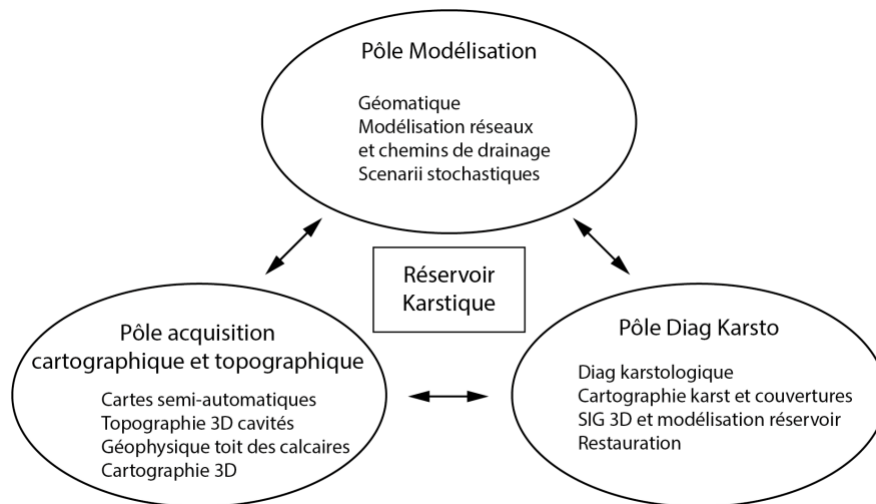 Pôle Modélisation
Géomatique
Modélisation réseaux
et chemins de drainage
Scenarii stochastiques
Réservoir
Karstique
Pôle acquisition
cartographique et topographique
Cartes semi-automatiques
Topographie 3D cavités
Géophysique toit des calcaires
Cartographie 3D
Pôle Diag Karsto
Diag karstologique
Cartographie karst et couvertures
SIG 3D et modélisation réservoir
Restauration